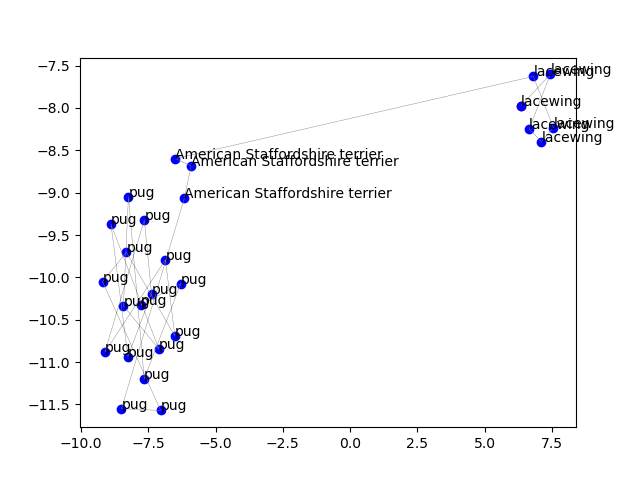 −7.5
lacewing
lacewing
−8.0
lacewing
lacewing
lacewing
lacewing
−8.5
American Staffordshire terrier
American Staffordshire terrier
−9.0
American Staffordshire terrier
pug
pug
pug
−9.5
pug
pug
−10.0
pug
pug
pug
pug
pug
−10.5
pug
pug
pug
pug
−11.0
pug
−11.5
pug
pug
−10.0
−7.5
−5.0
−2.5
0.0
2.5
5.0
7.5